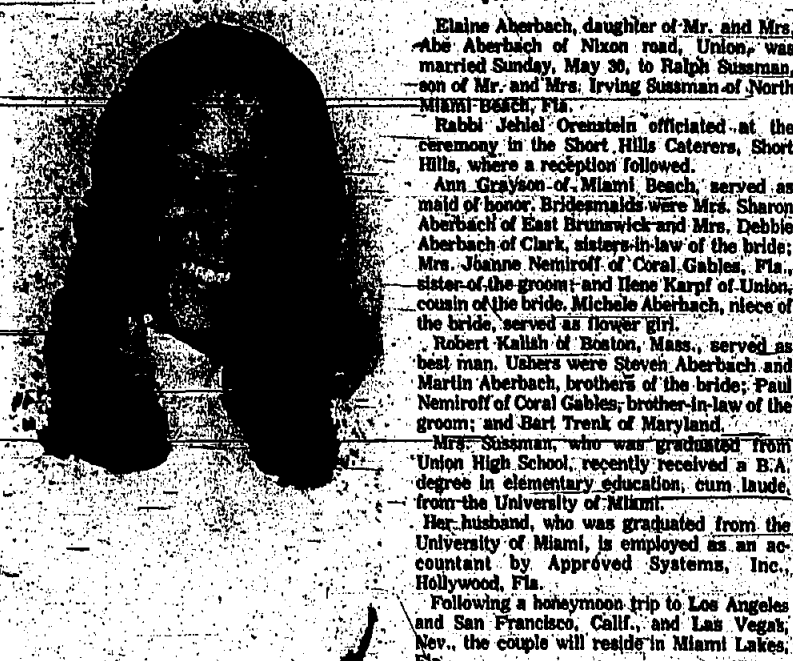 Elaine Aberbach, daughter of Mr. and Mrs.
Abe Aberbach of Nixon road, Union, was
married Sunday, May 30, to Ralph Sussman,
son of Mr. and Mrs. Irving Sussman of North
Miami Beach, Fla.
Rabbi Jehiel Orenstein officiated at the
ceremony in the Short Hills Caterers, Short
Hills, where a reception followed.
Ann Grayson of Miami Beach, served as
maid of honor. Bridesmaids were Mrs. Sharon
Aberbach of East Brunswick and Mrs. Debbie
Aberbach of Clark, sisters-in-law of the bride;
Mrs. Joanne Nemiroff of Coral Gables, Fla.,
sister of the groom; and Ilene Karpf of Union,
cousin of the bride. Michele Aberbach, niece of
the bride, served as flower girl.
Robert Kalish of Boston, Mass., served as
best man. Ushers were Steven Aberbach and
Martin Aberbach, brothers of the bride; Paul
Nemiroff of Coral Gables, brother-in-law of the
groom; and Bart Trenk of Maryland.
Mrs. Sussman, who was graduated from
Union High School, recently received a B.A.
degree in elementary education, cum laude,
from the University of Miami.
Her husband, who was graduated from the
University of Miami, is employed as an ac-
countant by Approved Systems, Inc.,
Hollywood, Fla.
Following a honeymoon trip to Los Angeles
and San Francisco, Calif., and Las Vegas,
Nev., the couple will reside in Miami Lakes,
Fla.